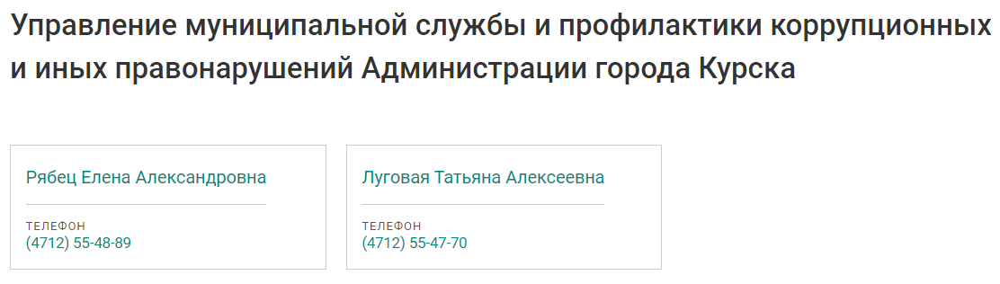 Управление муниципальной службы и профилактики коррупционных
и иных правонарушений Администрации города Курска
Рябец Елена Александровна
ТЕЛЕФОН
(4712) 55-48-89
Луговая Татьяна Алексеевна
ТЕЛЕФОН
(4712) 55-47-70